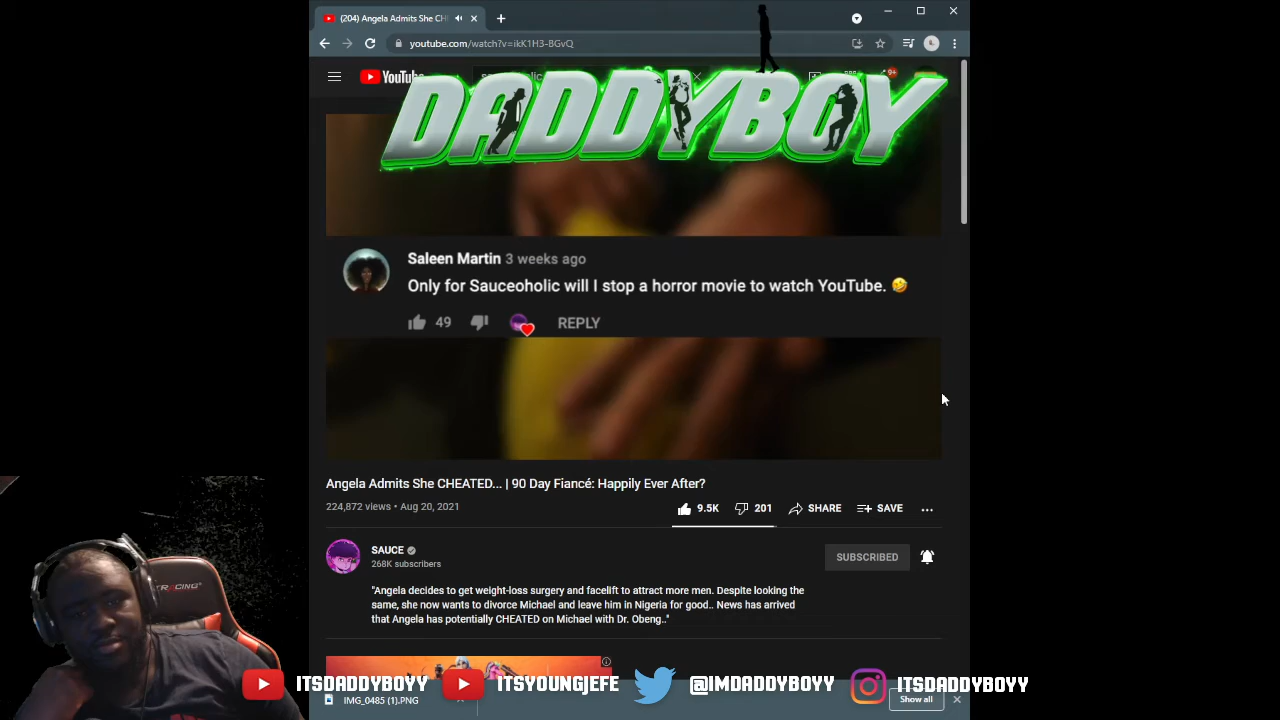 (204) Angela Admits She CH
youtube.com/watch?v=ikK1H3-BGvQ
YouTube
9+
DADDYBOY
Saleen Martin 3 weeks ago
Only for Sauceoholic will I stop a horror movie to watch YouTube. 🤣
49 REPLY
Angela Admits She CHEATED... | 90 Day Fiancé: Happily Ever After?
224,872 views • Aug 20, 2021
9.5K 201 SHARE SAVE
SAUCE
268K subscribers
SUBSCRIBED
"Angela decides to get weight-loss surgery and facelift to attract more men. Despite looking the
same, she now wants to divorce Michael and leave him in Nigeria for good.. News has arrived
that Angela has potentially CHEATED on Michael with Dr. Obeng.."
RACING
ITSDADDYBOYY ITSYOUNGJEFE @IMDADDYBOYY ITSDADDYBOYY
IMG_0485 (1).PNG
Show all